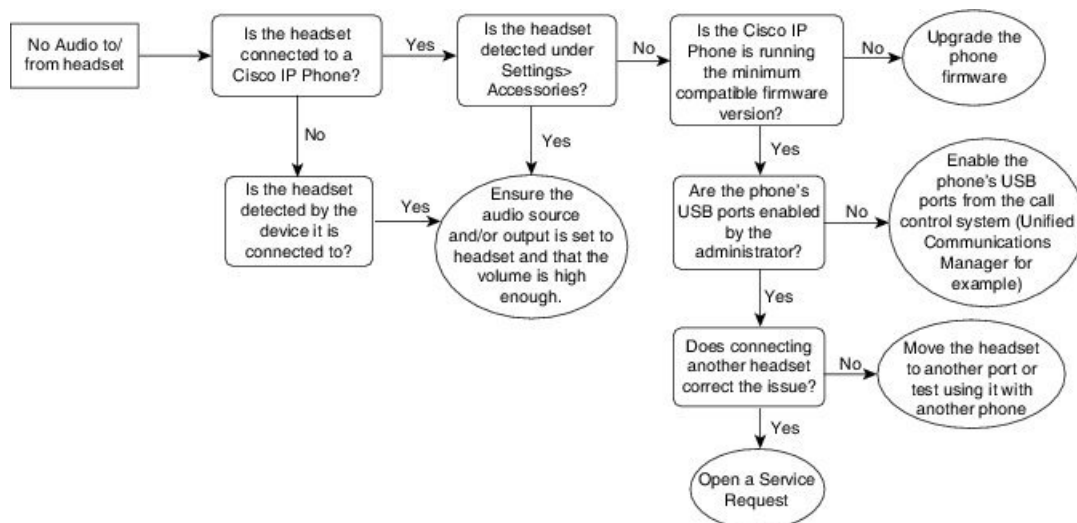 No Audio to/
from headset
Is the headset
connected to a
Cisco IP Phone?
Yes
Is the headset
detected under
Settings>
Accessories?
No
Is the Cisco IP
Phone is running
the minimum
compatible firmware
version?
No
Upgrade the
phone
firmware
No
Yes
Yes
Is the headset
detected by the
device it is
connected to?
Yes
Ensure the
audio source
and/or output is set to
headset and that the
volume is high
enough.
Are the phone's
USB ports enabled
by the
administrator?
No
Enable the
phone's USB
ports from the call
control system (Unified
Communications
Manager for
example)
Yes
Does connecting
another headset
correct the issue?
No
Move the headset
to another port or
test using it with
another phone
Yes
Open a Service
Request